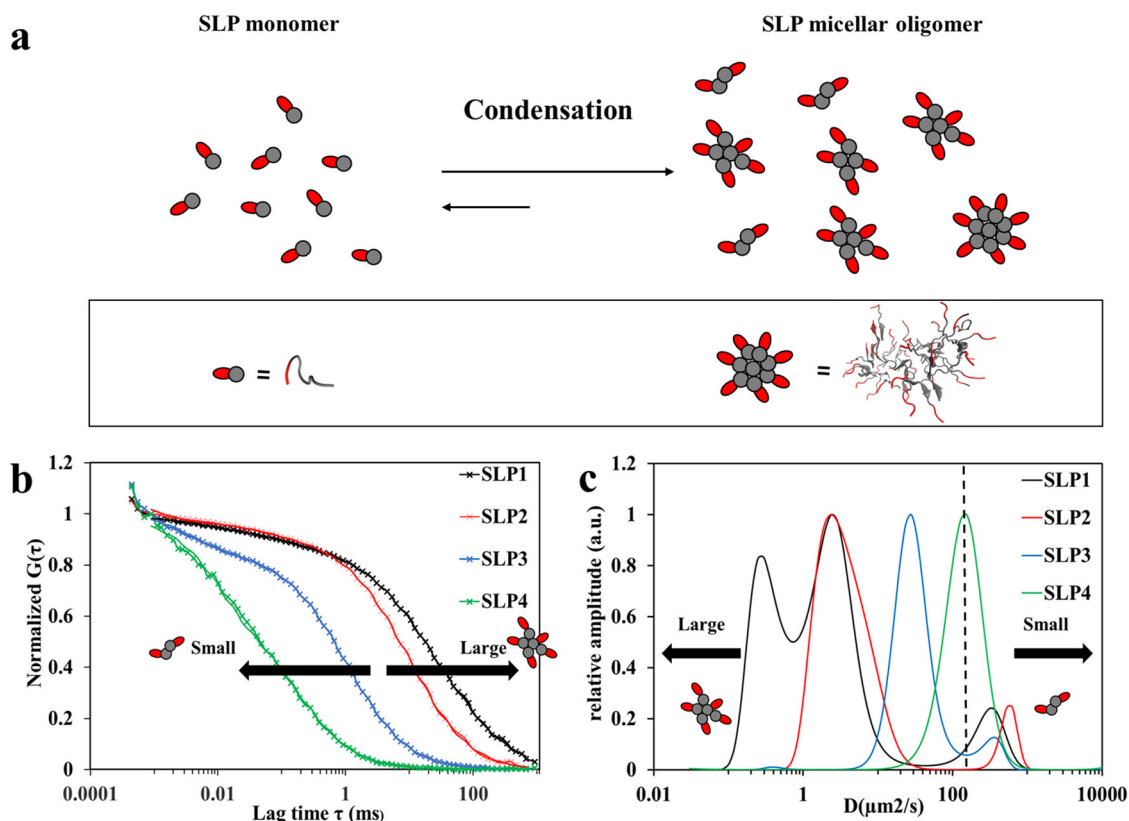 a
SLP monomer
SLP micellar oligomer
Condensation
=
=
b
Normalized G(τ)
1.2
1
0.8
0.6
0.4
0.2
0
SLP1
SLP2
SLP3
SLP4
Small
Large
0.0001
0.01
1
100
Lag time τ (ms)
c
relative amplitude (a.u.)
1.2
1
0.8
0.6
0.4
0.2
0
SLP1
SLP2
SLP3
SLP4
Large
Small
0.01
1
100
10000
D(μm2/s)